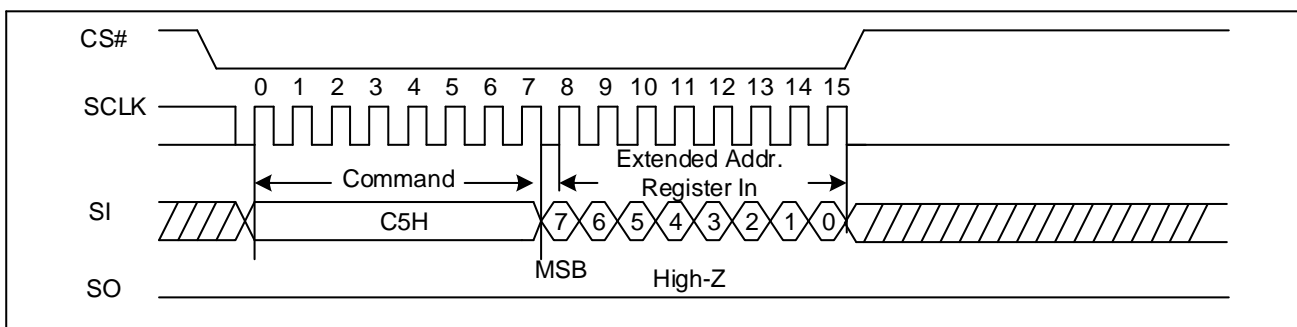 CS#
0 1 2 3 4 5 6 7 8 9 10 11 12 13 14 15
SCLK
Command
Extended Addr.
Register In
SI
C5H
7 6 5 4 3 2 1 0
MSB
High-Z
SO